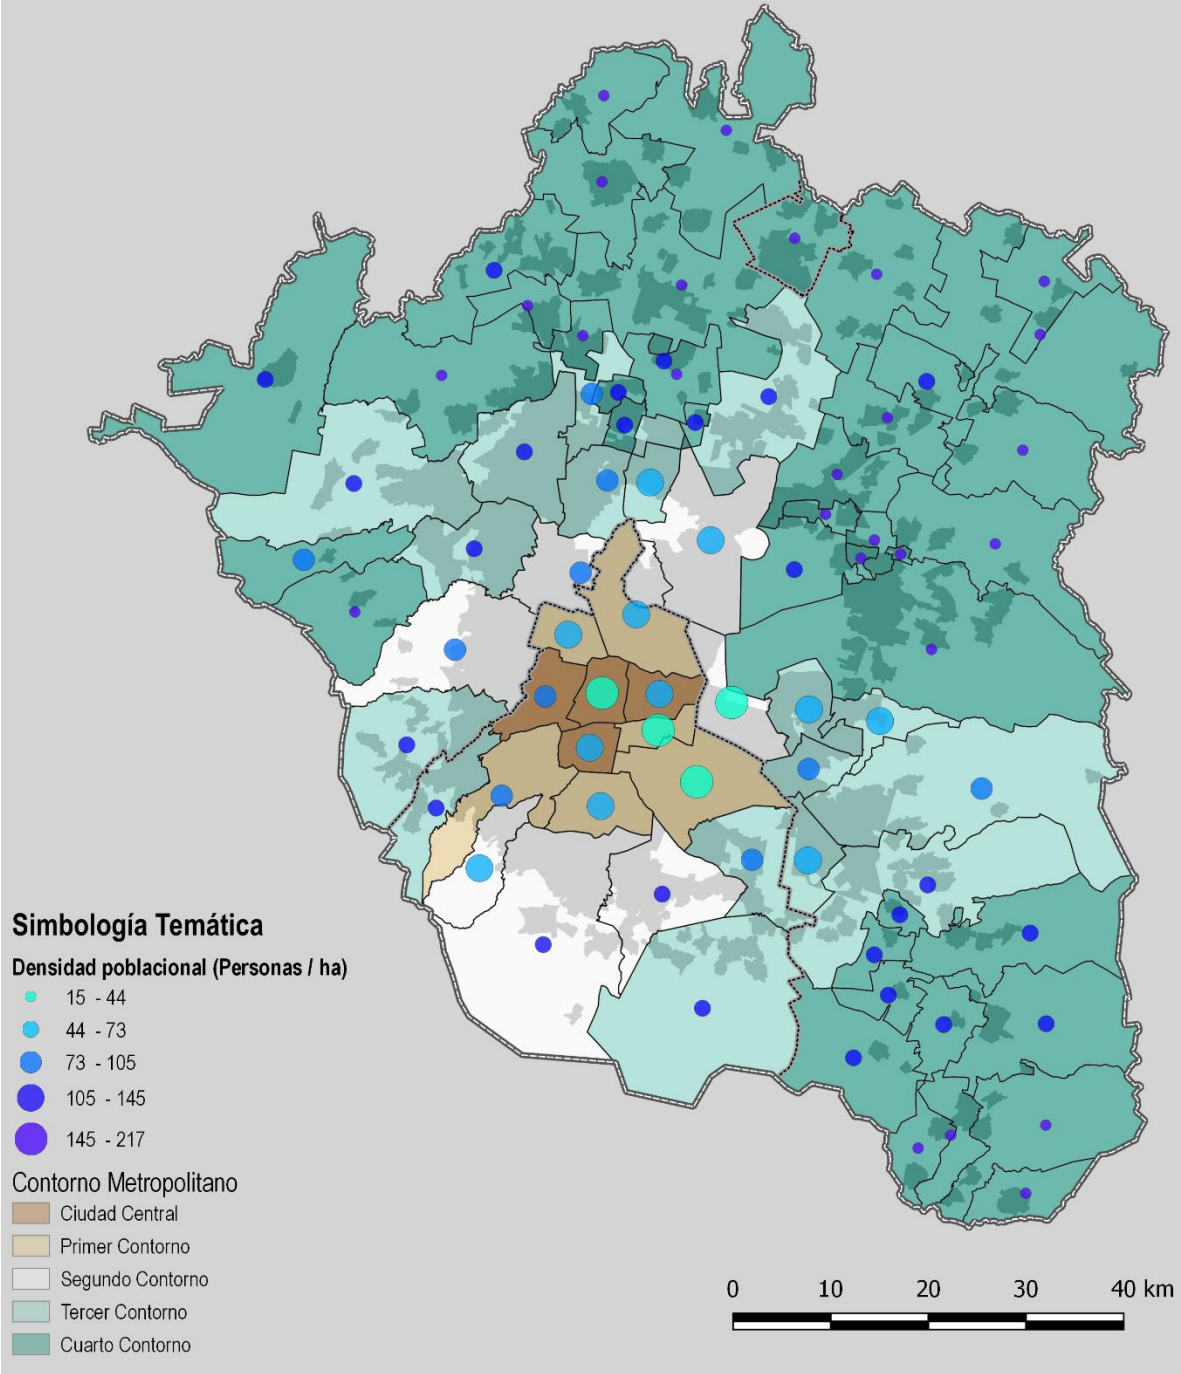 Simbología Temática
Densidad poblacional (Personas / ha)
15 - 44
44 - 73
73 - 105
105 - 145
145 - 217
Contorno Metropolitano
Ciudad Central
Primer Contorno
Segundo Contorno
Tercer Contorno
Cuarto Contorno
0 10 20 30 40 km